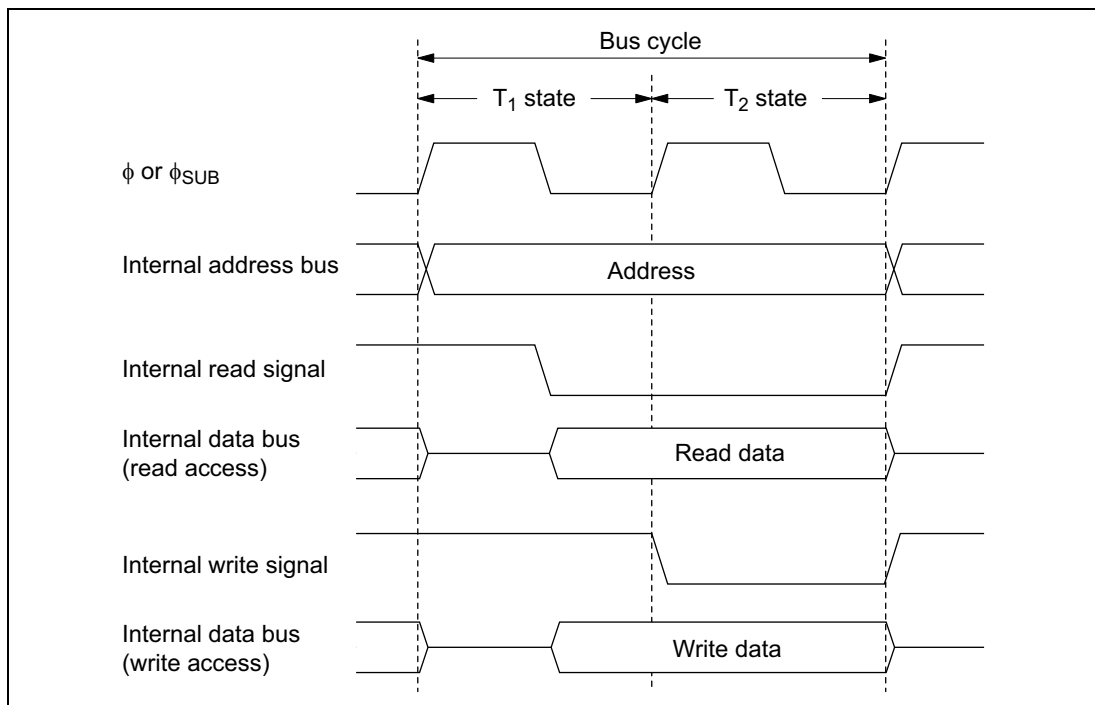 Bus cycle
T₁ state
T₂ state
φ or φSUB
Internal address bus
Address
Internal read signal
Internal data bus
(read access)
Read data
Internal write signal
Internal data bus
(write access)
Write data